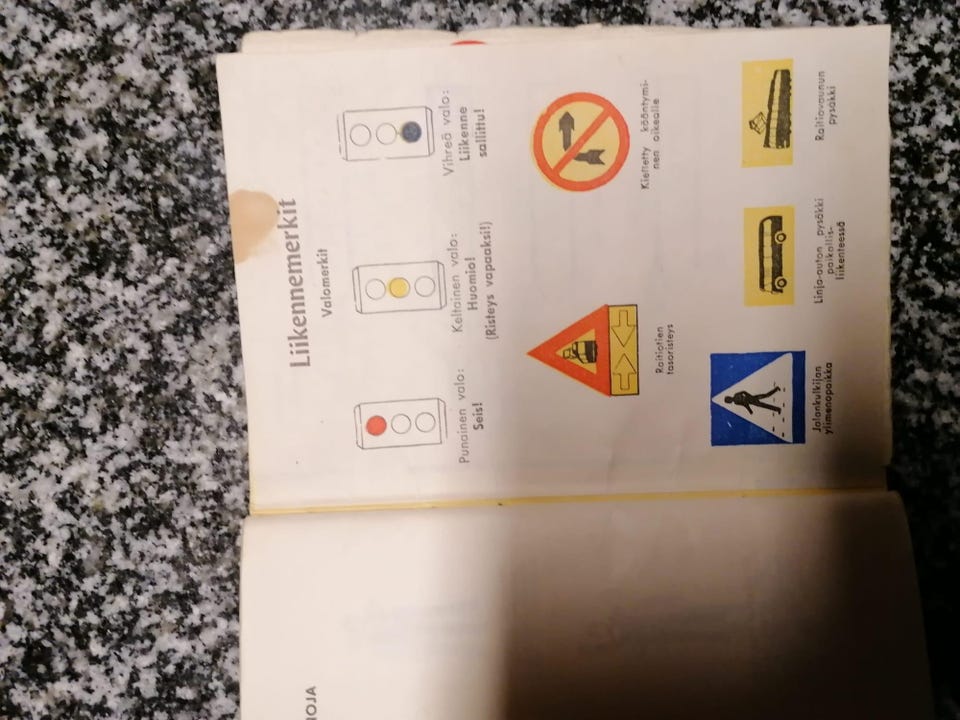 Liikennemerkit
Valomerkit
Punainen valo:
Seis!
Keltainen valo:
Huomio!
(Risteys vapaaksi!)
Vihreä valo:
Liikenne
sallittu!
Raitiotien
tasoristeys
Kielletty kääntymi-
nen oikealle
Jalankulkijan
ylimenopaikka
Linja-auton pysäkki
paikallis-
liikenteessä
Raitiovaunun
pysäkki